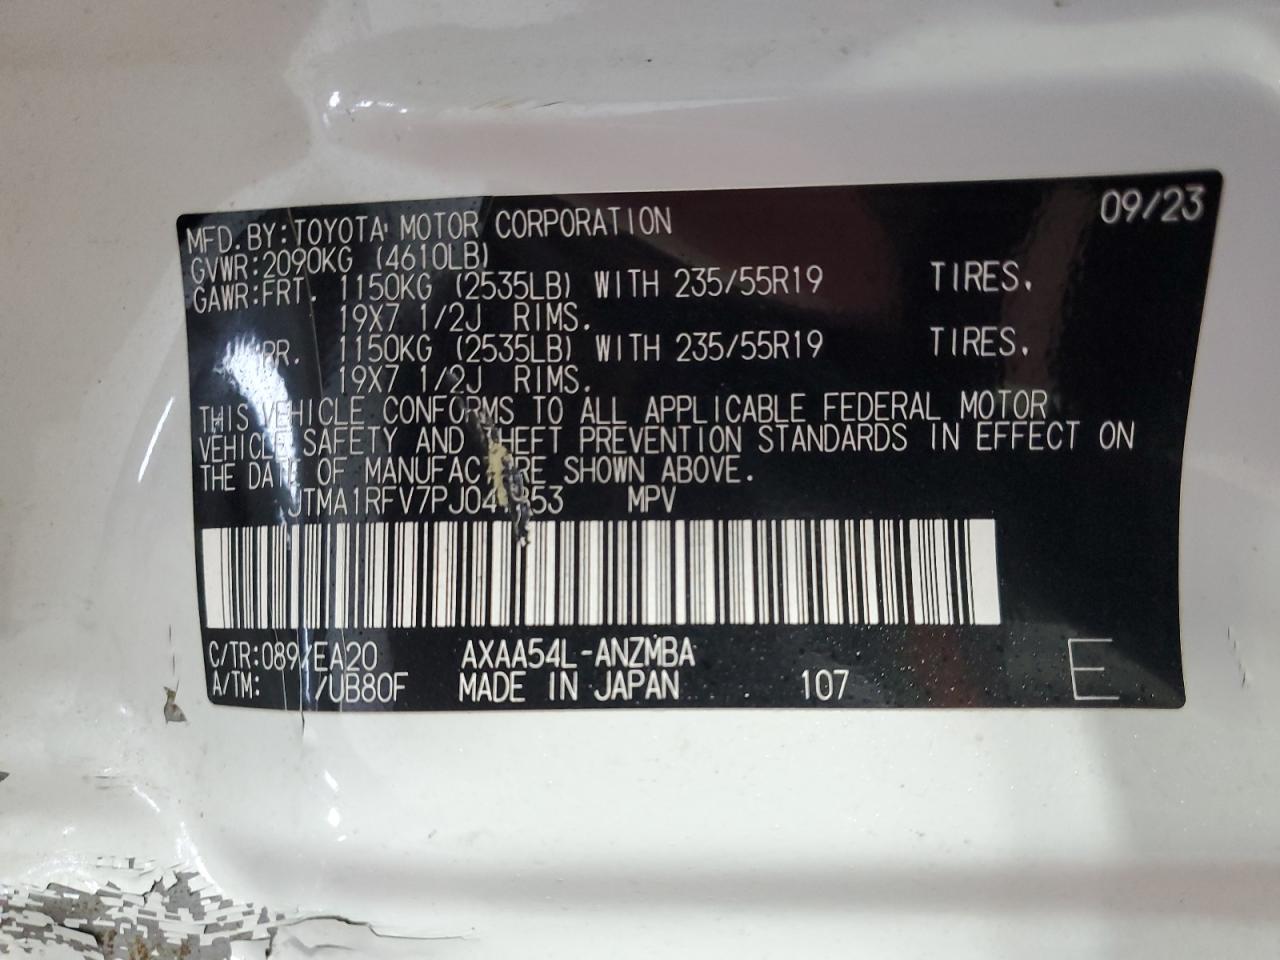 09/23
MFD. BY: TOYOTA MOTOR CORPORATION
GVWR: 2090KG (4610LB)
GAWR: FRT. 1150KG (2535LB) WITH 235/55R19 TIRES.
19X7 1/2J RIMS.
RR. 1150KG (2535LB) WITH 235/55R19 TIRES.
19X7 1/2J RIMS.
THIS VEHICLE CONFORMS TO ALL APPLICABLE FEDERAL MOTOR
VEHICLE SAFETY AND THEFT PREVENTION STANDARDS IN EFFECT ON
THE DATE OF MANUFACTURE SHOWN ABOVE.
MPV
C/TR: 089/EA20 AXAA54L-ANZMBA
A/TM: /UB80F MADE IN JAPAN 107 E